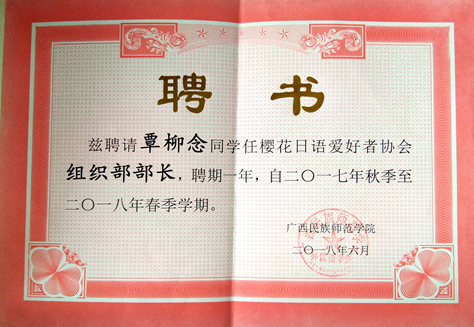 聘 书
兹聘请覃柳念同学任樱花日语爱好者协会
组织部部长，聘期一年，自二〇一七年秋季至
二〇一八年春季学期。
广西民族师范学院
二〇一八年六月